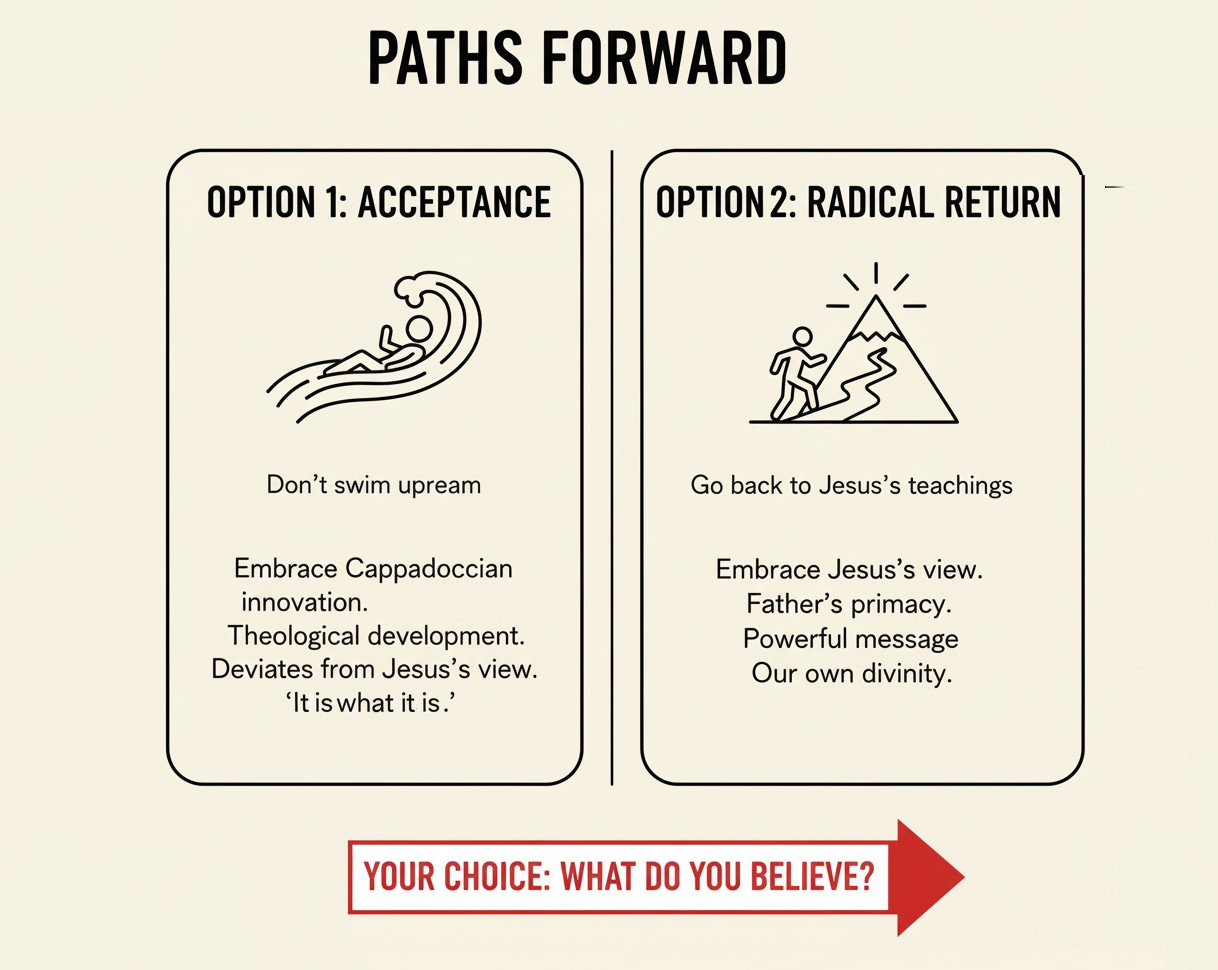 PATHS FORWARD
OPTION 1: ACCEPTANCE
Don’t swim upream
Embrace Cappadoccian
innovation.
Theological development.
Deviates from Jesus’s view.
‘It is what it is.’
OPTION 2: RADICAL RETURN
Go back to Jesus’s teachings
Embrace Jesus’s view.
Father’s primacy.
Powerful message
Our own divinity.
YOUR CHOICE: WHAT DO YOU BELIEVE?